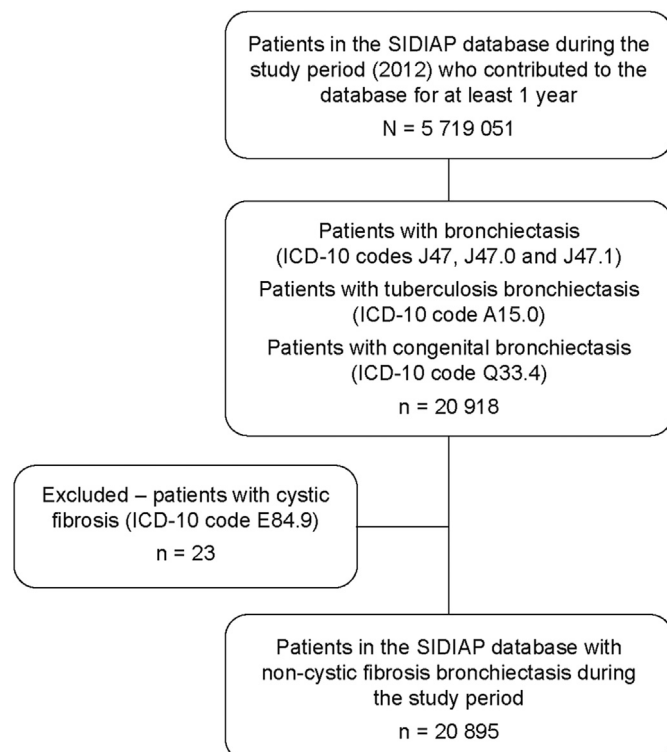 Patients in the SIDIAP database during the
study period (2012) who contributed to the
database for at least 1 year
N = 5 719 051
Patients with bronchiectasis
(ICD-10 codes J47, J47.0 and J47.1)
Patients with tuberculosis bronchiectasis
(ICD-10 code A15.0)
Patients with congenital bronchiectasis
(ICD-10 code Q33.4)
n = 20 918
Excluded – patients with cystic
fibrosis (ICD-10 code E84.9)
n = 23
Patients in the SIDIAP database with
non-cystic fibrosis bronchiectasis during
the study period
n = 20 895